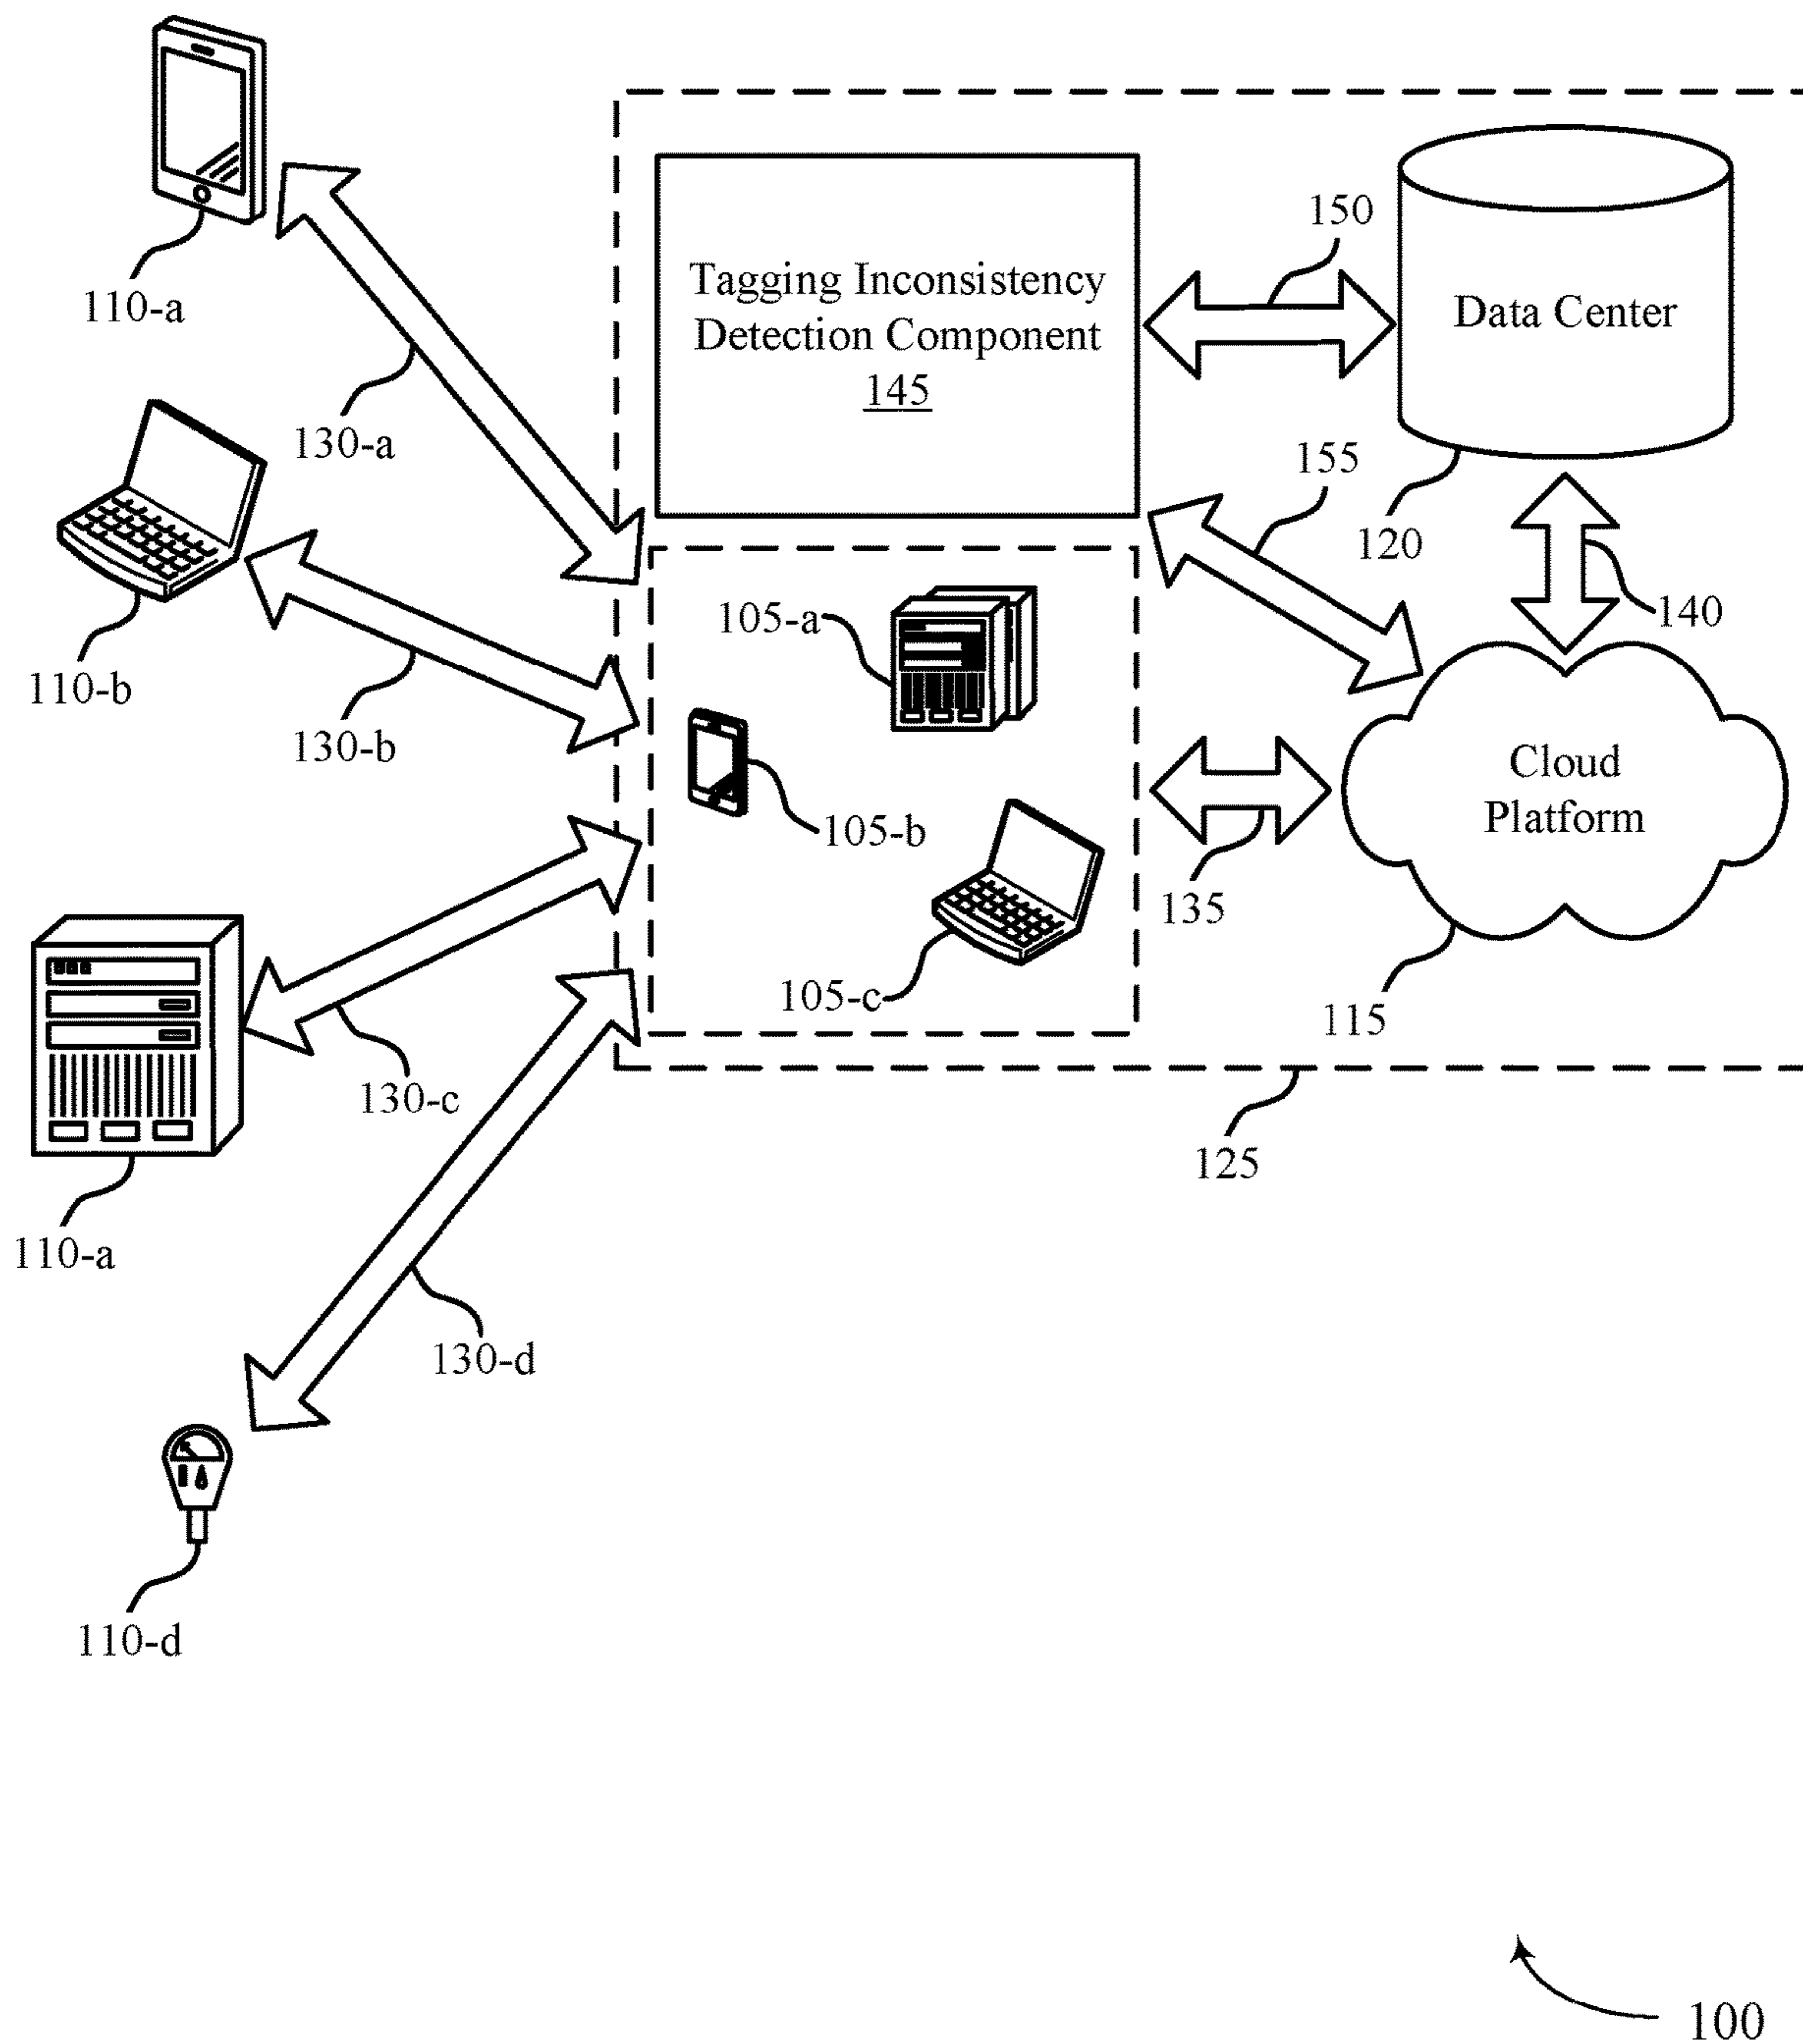 110-a
130-a
Tagging Inconsistency
Detection Component
145
150
Data Center
155
120
140
110-b
130-b
105-a
105-b
105-c
135
Cloud
Platform
115
130-c
110-a
125
130-d
110-d
100